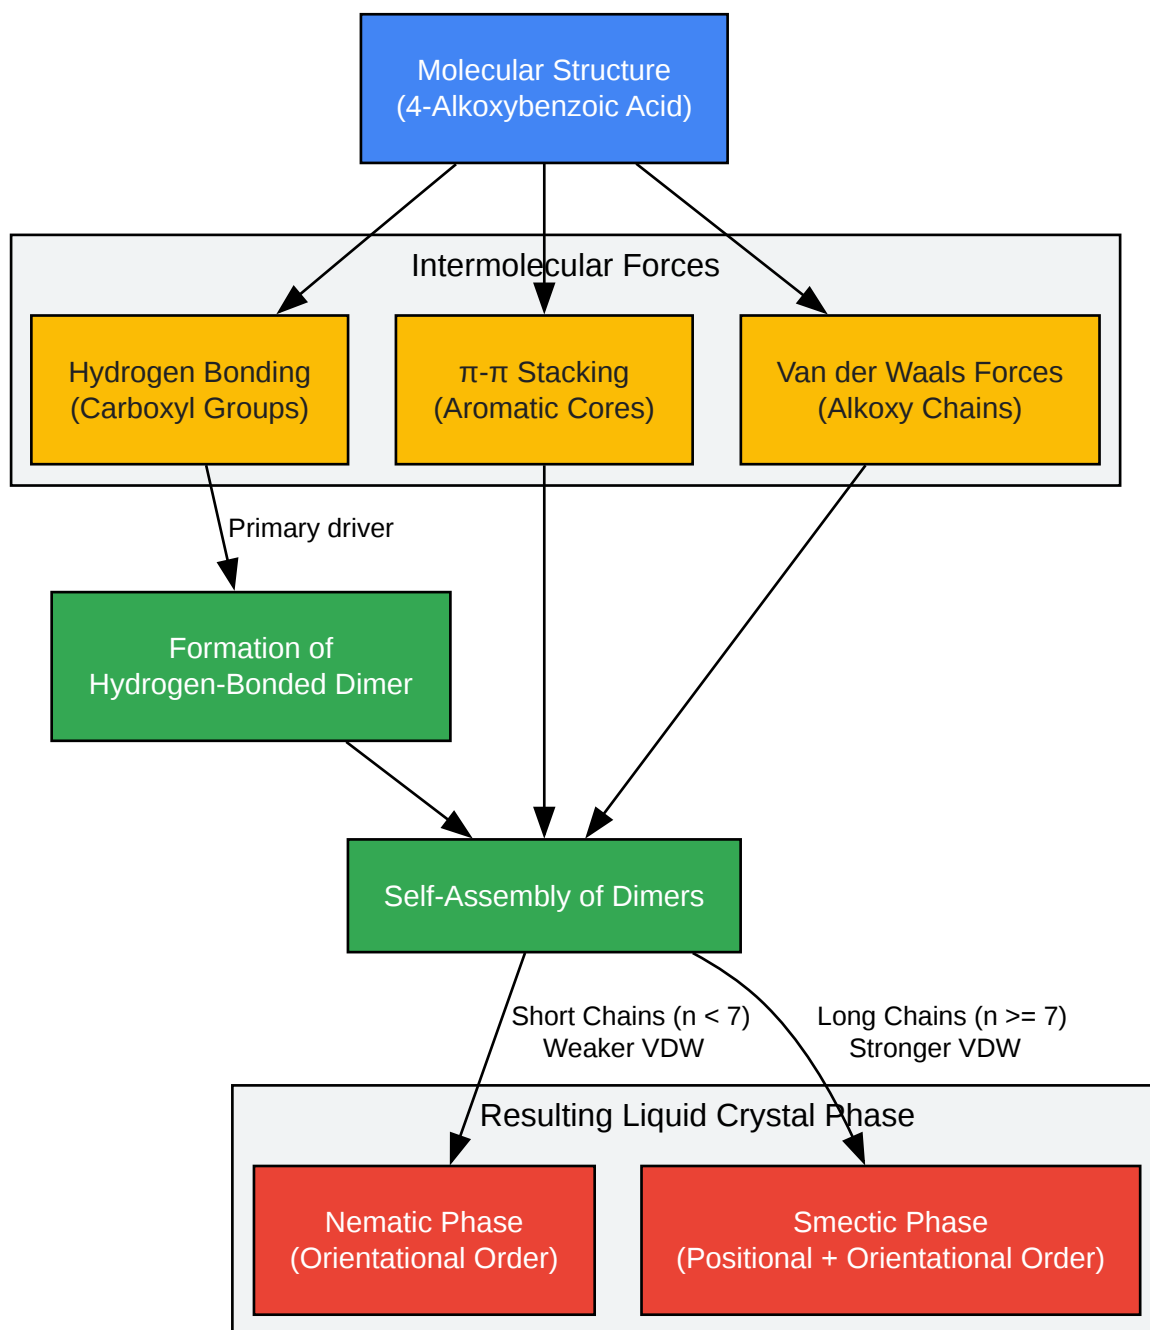 Molecular Structure
(4-Alkoxybenzoic Acid)
Intermolecular Forces
Hydrogen Bonding
(Carboxyl Groups)
π-π Stacking
(Aromatic Cores)
Van der Waals Forces
(Alkoxy Chains)
Primary driver
Formation of
Hydrogen-Bonded Dimer
Self-Assembly of Dimers
Short Chains (n < 7)
Weaker VDW
Long Chains (n >= 7)
Stronger VDW
Resulting Liquid Crystal Phase
Nematic Phase
(Orientational Order)
Smectic Phase
(Positional + Orientational Order)